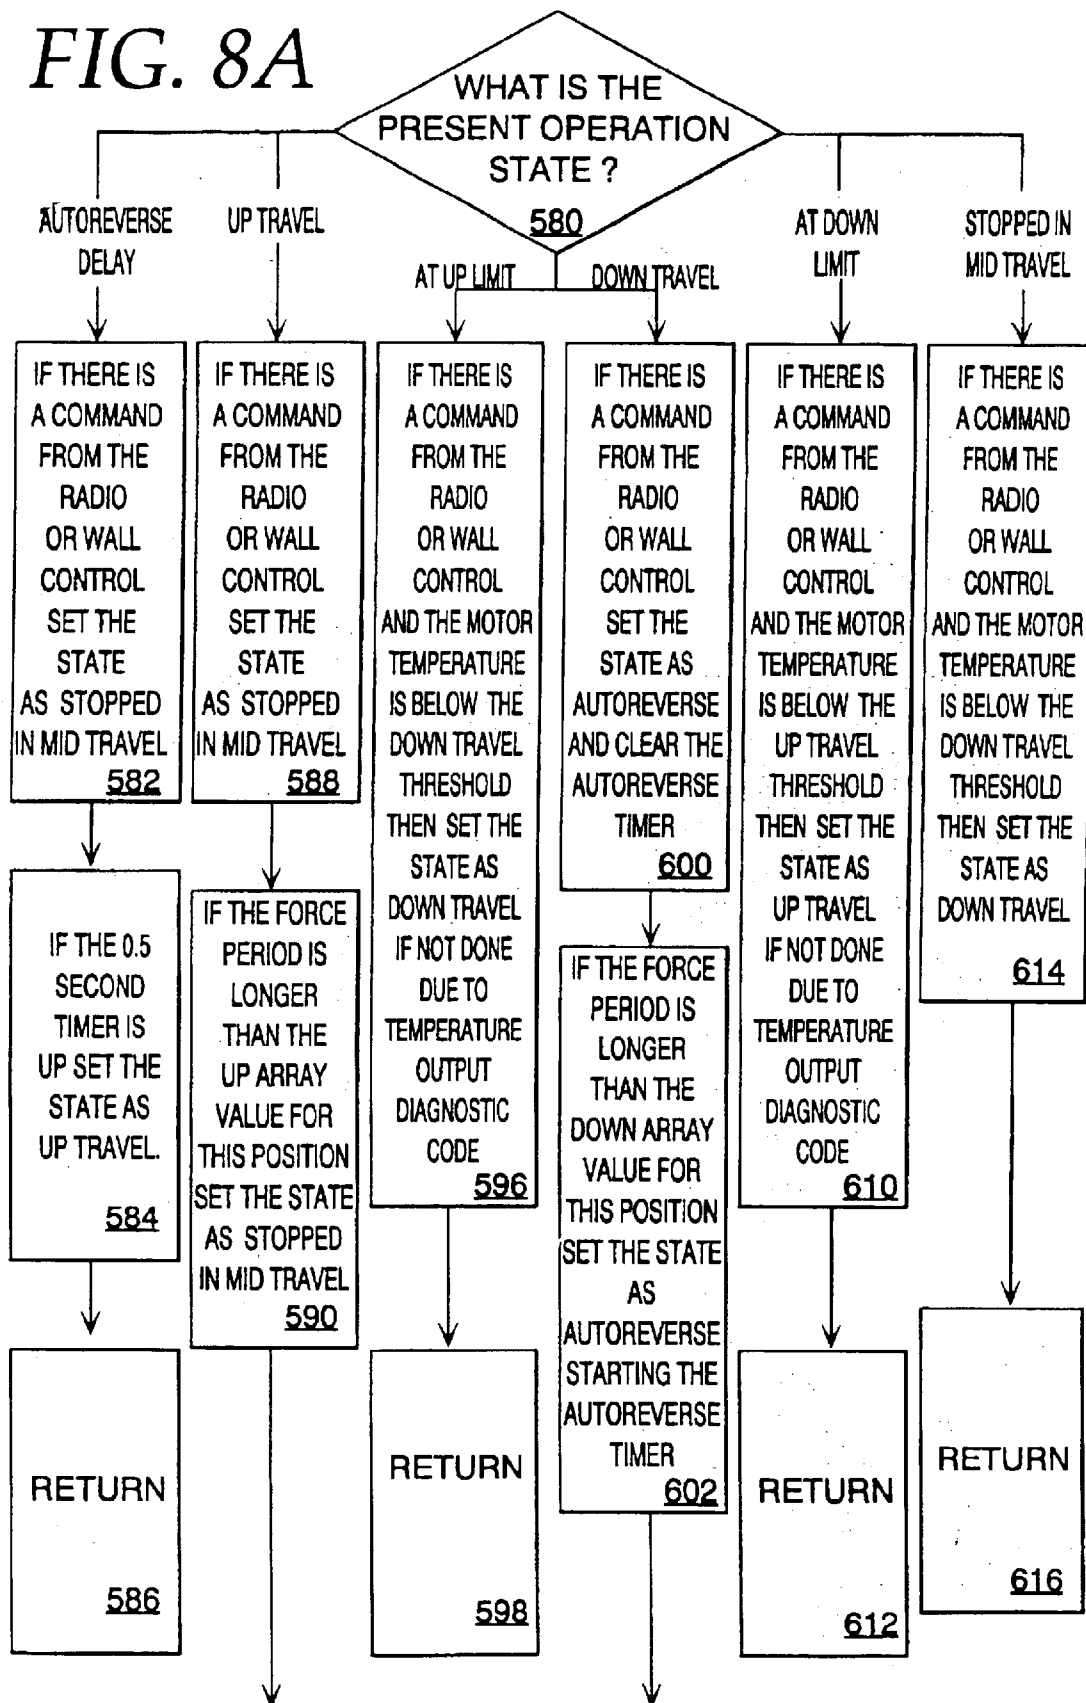 FIG. 8A
WHAT IS THE
PRESENT OPERATION
STATE ?
580
AUTOREVERSE
DELAY
UP TRAVEL
AT UP LIMIT
DOWN TRAVEL
AT DOWN
LIMIT
STOPPED IN
MID TRAVEL
IF THERE IS
A COMMAND
FROM THE
RADIO
OR WALL
CONTROL
SET THE
STATE
AS STOPPED
IN MID TRAVEL
582
IF THE 0.5
SECOND
TIMER IS
UP SET THE
STATE AS
UP TRAVEL.
584
RETURN
586
IF THERE IS
A COMMAND
FROM THE
RADIO
OR WALL
CONTROL
SET THE
STATE
AS STOPPED
IN MID TRAVEL
588
IF THE FORCE
PERIOD IS
LONGER
THAN THE
UP ARRAY
VALUE FOR
THIS POSITION
SET THE STATE
AS STOPPED
IN MID TRAVEL
590
IF THERE IS
A COMMAND
FROM THE
RADIO
OR WALL
CONTROL
AND THE MOTOR
TEMPERATURE
IS BELOW THE
DOWN TRAVEL
THRESHOLD
THEN SET THE
STATE AS
DOWN TRAVEL
IF NOT DONE
DUE TO
TEMPERATURE
OUTPUT
DIAGNOSTIC
CODE
596
RETURN
598
IF THERE IS
A COMMAND
FROM THE
RADIO
OR WALL
CONTROL
SET THE
STATE AS
AUTOREVERSE
AND CLEAR THE
AUTOREVERSE
TIMER
600
IF THE FORCE
PERIOD IS
LONGER
THAN THE
DOWN ARRAY
VALUE FOR
THIS POSITION
SET THE STATE
AS
AUTOREVERSE
STARTING THE
AUTOREVERSE
TIMER
602
IF THERE IS
A COMMAND
FROM THE
RADIO
OR WALL
CONTROL
AND THE MOTOR
TEMPERATURE
IS BELOW THE
UP TRAVEL
THRESHOLD
THEN SET THE
STATE AS
UP TRAVEL
IF NOT DONE
DUE TO
TEMPERATURE
OUTPUT
DIAGNOSTIC
CODE
610
RETURN
612
IF THERE IS
A COMMAND
FROM THE
RADIO
OR WALL
CONTROL
AND THE MOTOR
TEMPERATURE
IS BELOW THE
DOWN TRAVEL
THRESHOLD
THEN SET THE
STATE AS
DOWN TRAVEL
614
RETURN
616